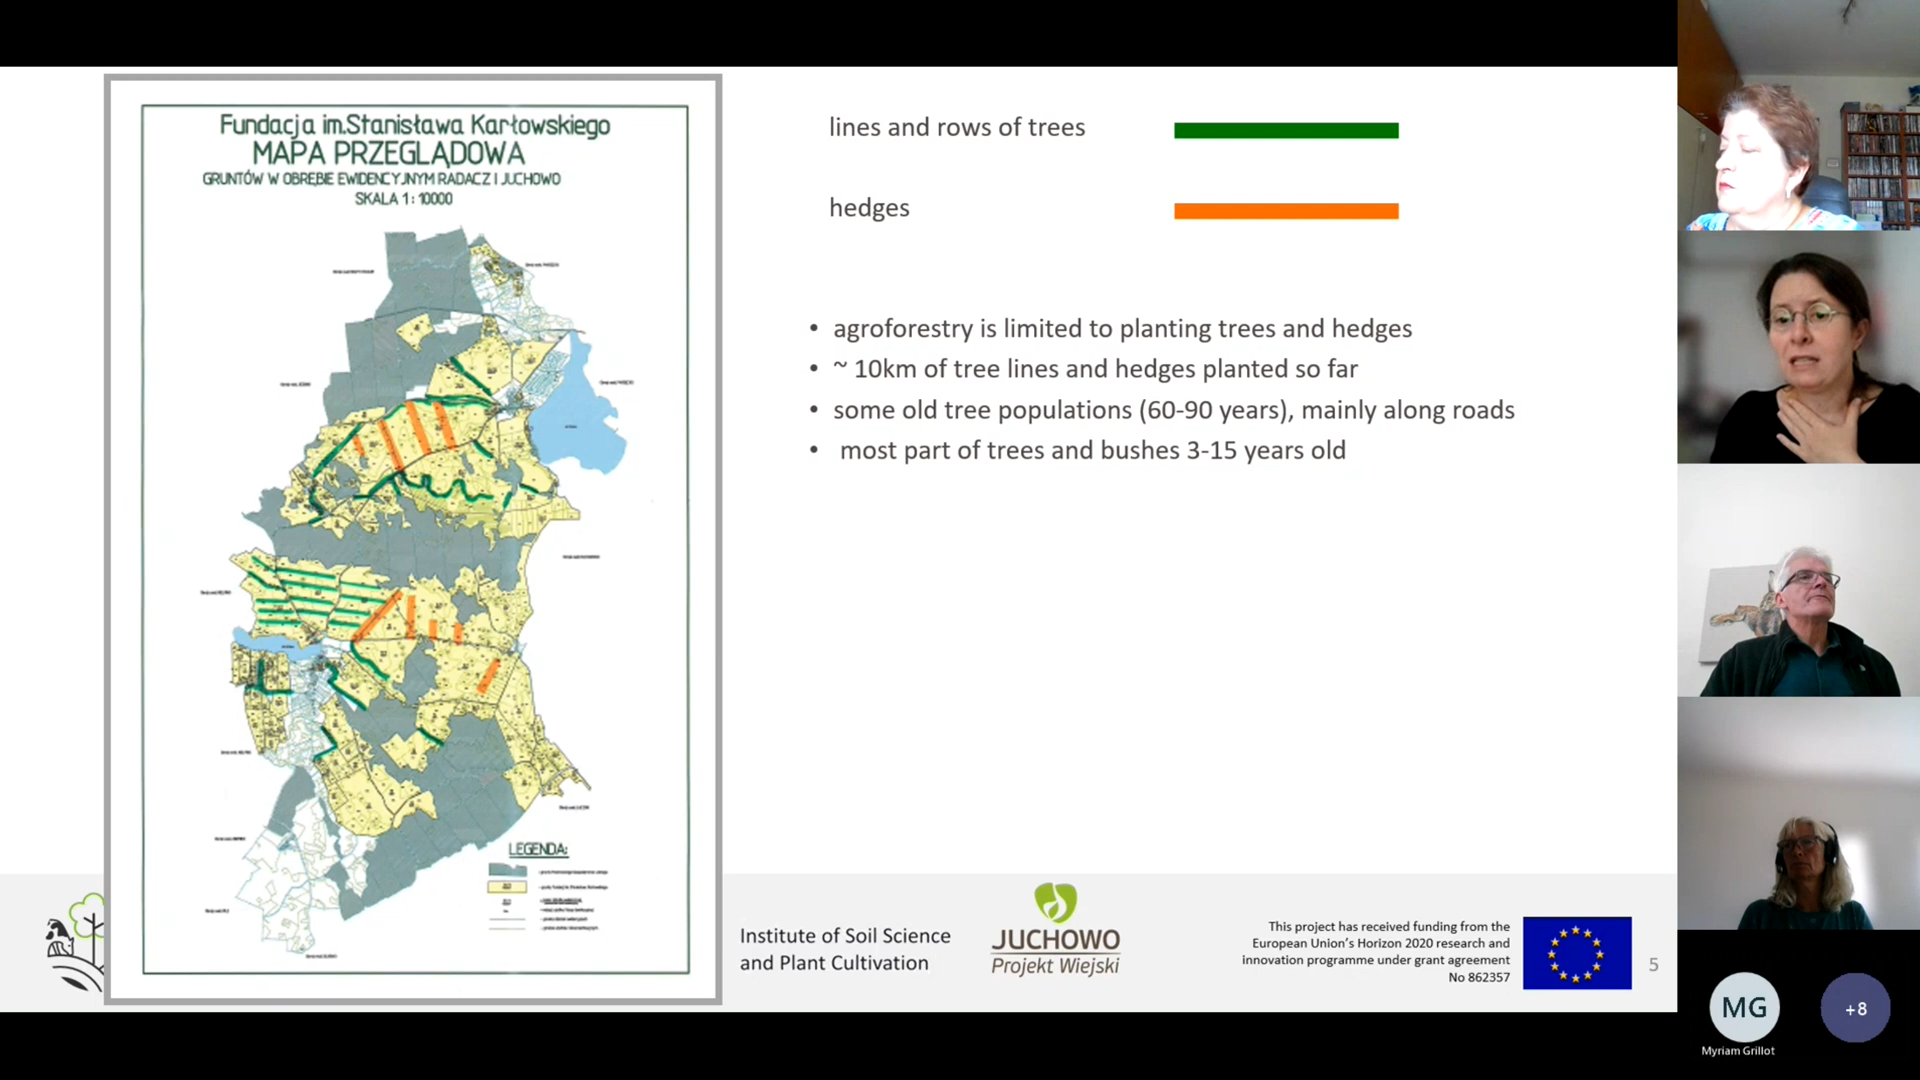 Fundacja im.Stanisława Karłowskiego
MAPA PRZEGLĄDOWA
GRUNTÓW W OBRĘBIE EWIDENCYJNYM RADACZ I JUCHOWO
SKALA 1 : 10000
LEGENDA:
lines and rows of trees
hedges
• agroforestry is limited to planting trees and hedges
• ~ 10km of tree lines and hedges planted so far
• some old tree populations (60-90 years), mainly along roads
• most part of trees and bushes 3-15 years old
Institute of Soil Science
and Plant Cultivation
JUCHOWO
Projekt Wiejski
This project has received funding from the
European Union's Horizon 2020 research and
innovation programme under grant agreement
No 862357
5
MG
Myriam Grillot
+8